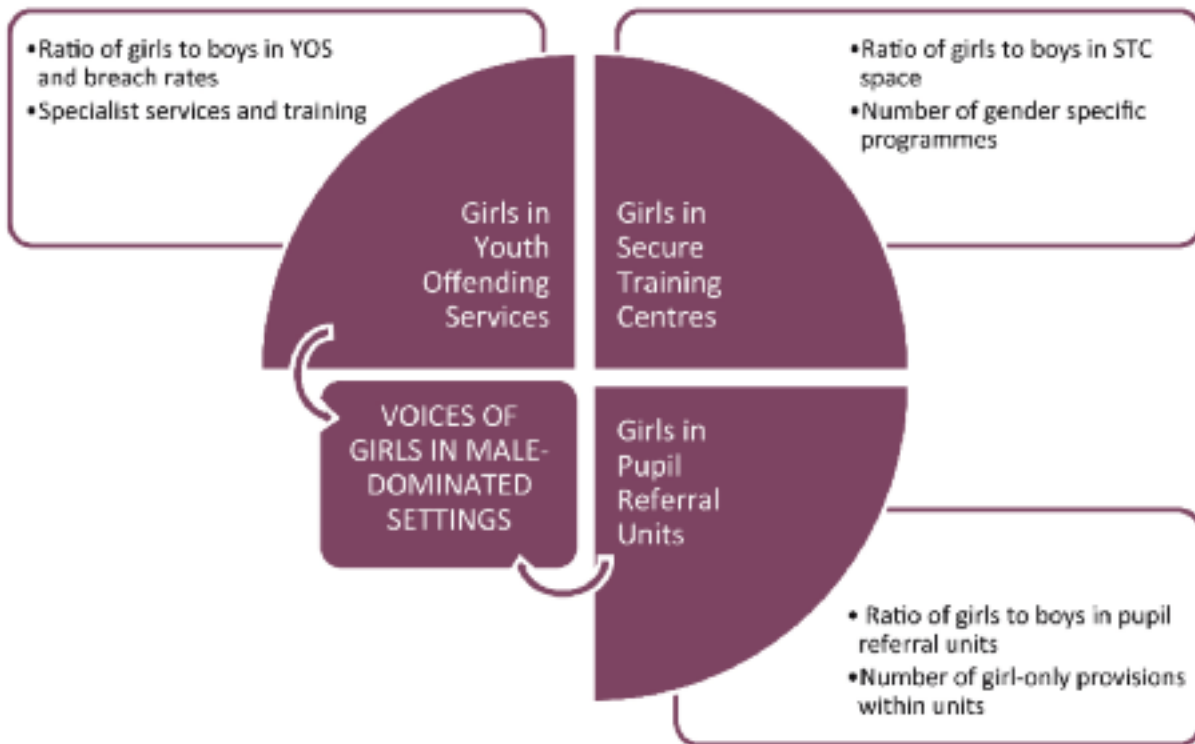 •Ratio of girls to boys in YOS
and breach rates
•Specialist services and training
•Ratio of girls to boys in STC
space
•Number of gender specific
programmes
Girls in
Youth
Offending
Services
Girls in
Secure
Training
Centres
VOICES OF
GIRLS IN MALE-
DOMINATED
SETTINGS
Girls in
Pupil
Referral
Units
• Ratio of girls to boys in pupil
referral units
•Number of girl-only provisions
within units